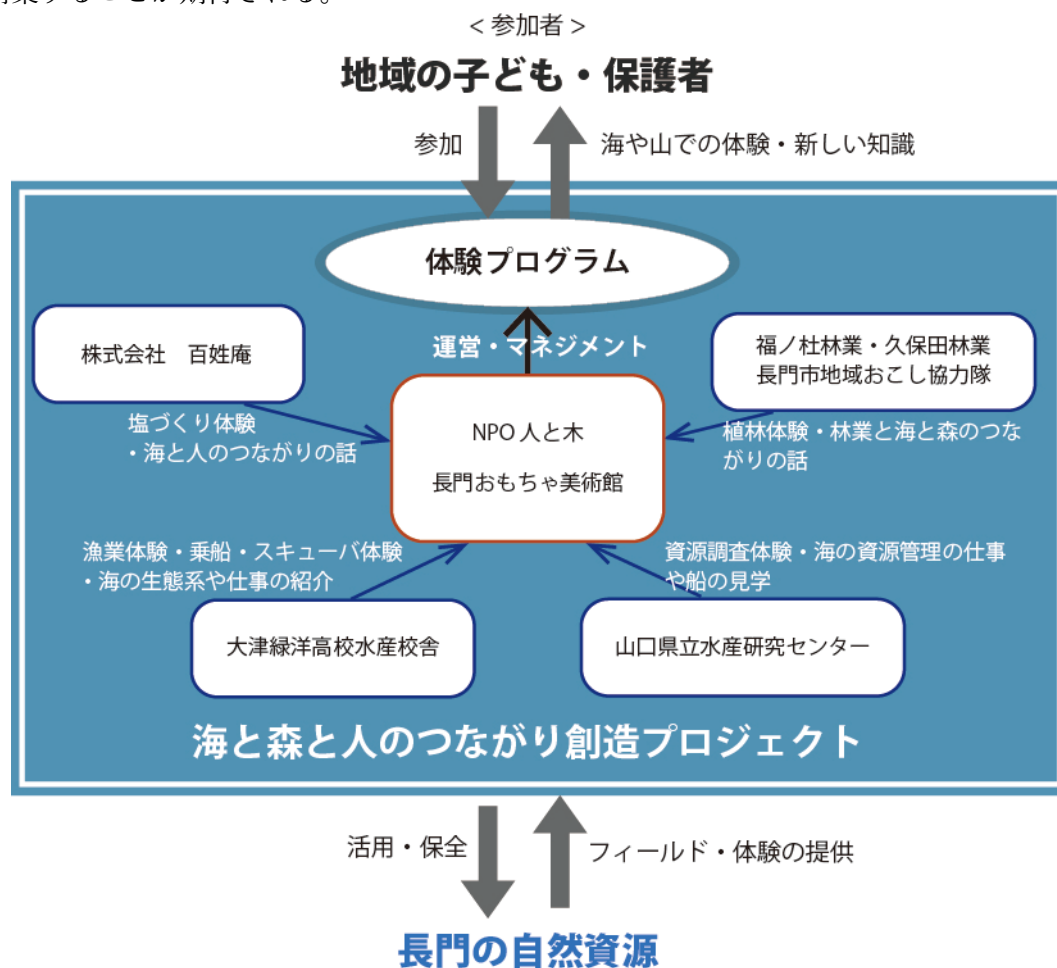 することが期待される。
<参加者>
地域の子ども・保護者
参加
海や山での体験・新しい知識
体験プログラム
運営・マネジメント
株式会社 百姓庵
福ノ杜林業・久保田林業
長門市地域おこし協力隊
塩づくり体験
・海と人のつながりの話
NPO 人と木
長門おもちゃ美術館
植林体験・林業と海と森のつな
がりの話
漁業体験・乗船・スキューバ体験
・海の生態系や仕事の紹介
資源調査体験・海の資源管理の仕事
や船の見学
大津緑洋高校水産校舎
山口県立水産研究センター
海と森と人のつながり創造プロジェクト
活用・保全
フィールド・体験の提供
長門の自然資源